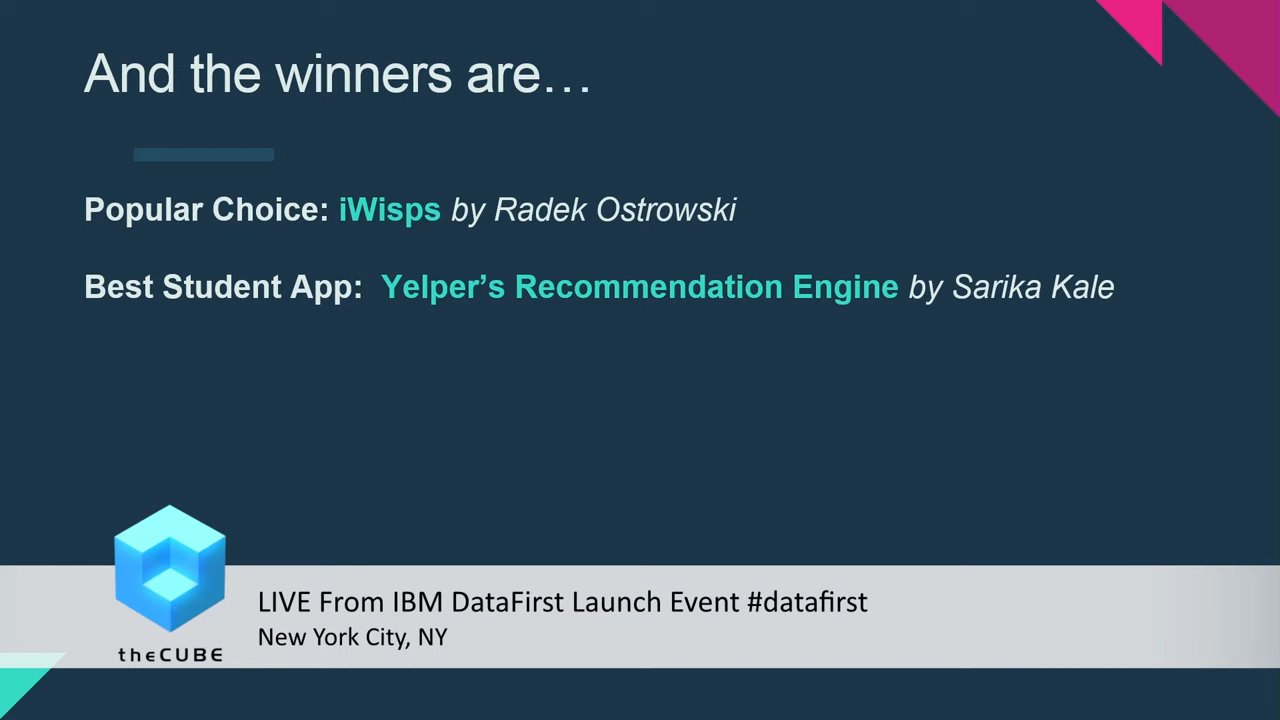 And the winners are…
Popular Choice: iWisps by Radek Ostrowski
Best Student App: Yelper’s Recommendation Engine by Sarika Kale
LIVE From IBM DataFirst Launch Event #datafirst
New York City, NY
theCUBE